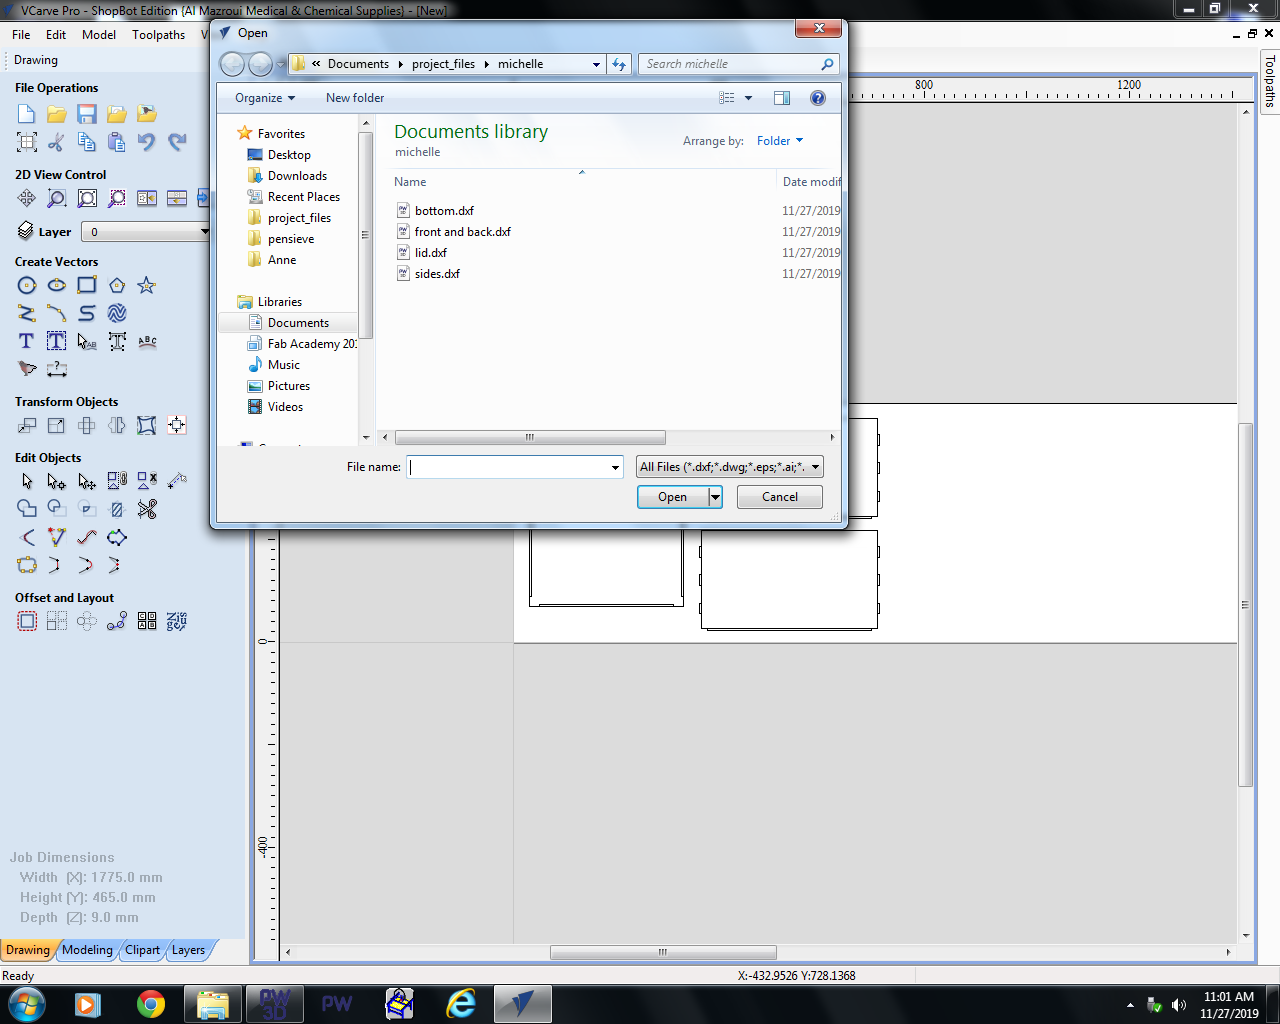 VCarve Pro - ShopBot Edition {Al Mazroui Medical & Chemical Supplies} - [New]
File Edit Model Toolpaths V
Drawing
File Operations
2D View Control
Layer 0
Create Vectors
Transform Objects
Edit Objects
Offset and Layout
Job Dimensions
Width (X): 1775.0 mm
Height (Y): 465.0 mm
Depth (Z): 9.0 mm
Drawing Modeling Clipart Layers
Ready
Open
« Documents project_files michelle
Search michelle
Organize New folder
Favorites
Desktop
Downloads
Recent Places
project_files
pensieve
Anne
Libraries
Documents
Fab Academy 201
Music
Pictures
Videos
Documents library
michelle
Arrange by: Folder
Name Date modif
bottom.dxf 11/27/2019
front and back.dxf 11/27/2019
lid.dxf 11/27/2019
sides.dxf 11/27/2019
File name:
All Files (*.dxf;*.dwg;*.eps;*.ai;*.
Open Cancel
800 1200
Toolpaths
0
-400
X:-432.9526 Y:728.1368
PW3D
PW
11:01 AM
11/27/2019